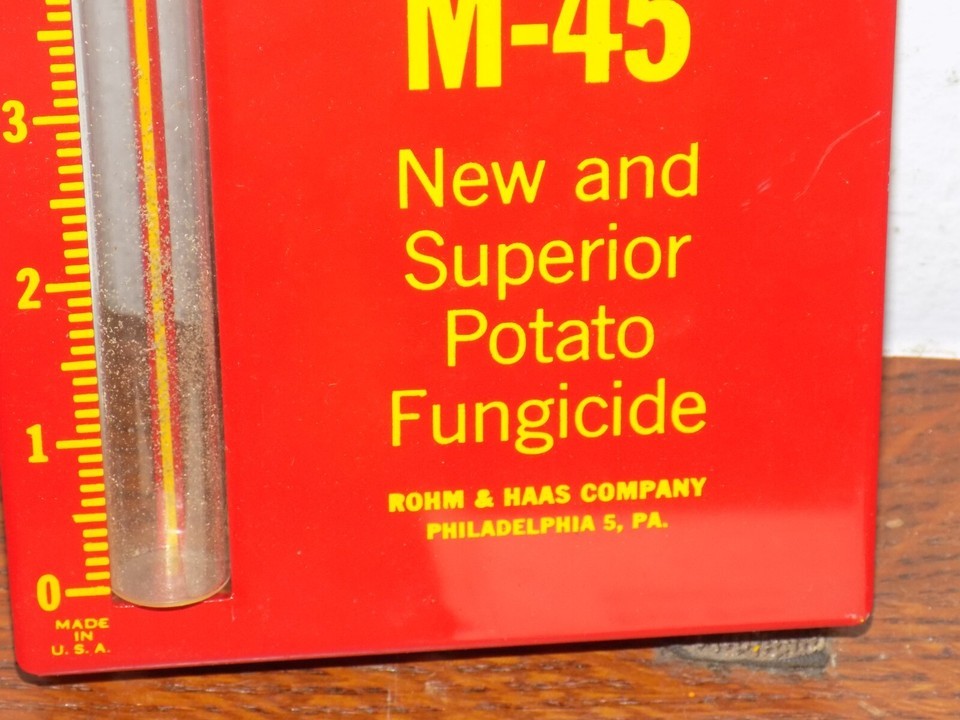 M-45
New and
Superior
Potato
Fungicide
ROHM & HAAS COMPANY
PHILADELPHIA 5, PA.
3
2
1
0
MADE
IN
U. S. A.